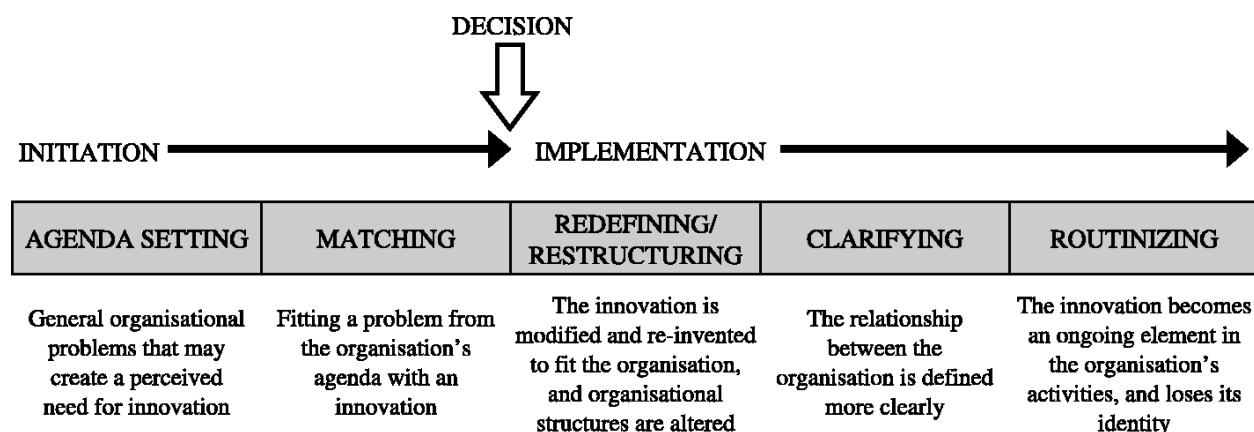 DECISION
INITIATION
IMPLEMENTATION
AGENDA SETTING
MATCHING
REDEFINING/
RESTRUCTURING
CLARIFYING
ROUTINIZING
General organisational
problems that may
create a perceived
need for innovation
Fitting a problem from
the organisation's
agenda with an
innovation
The innovation is
modified and re-invented
to fit the organisation,
and organisational
structures are altered
The relationship
between the
organisation is defined
more clearly
The innovation becomes
an ongoing element in
the organisation's
activities, and loses its
identity